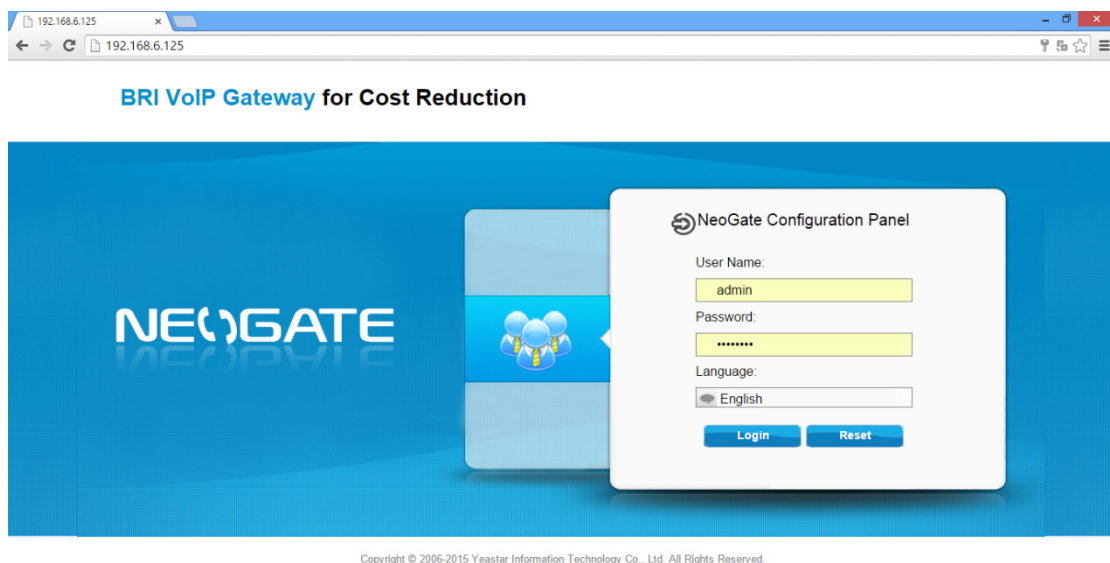 192.168.6.125
192.168.6.125
BRI VoIP Gateway for Cost Reduction
NEOGATE
NeoGate Configuration Panel
User Name:
admin
Password:
••••••••
Language:
English
Login
Reset
Copyright © 2006-2015 Yeastar Information Technology Co., Ltd. All Rights Reserved.